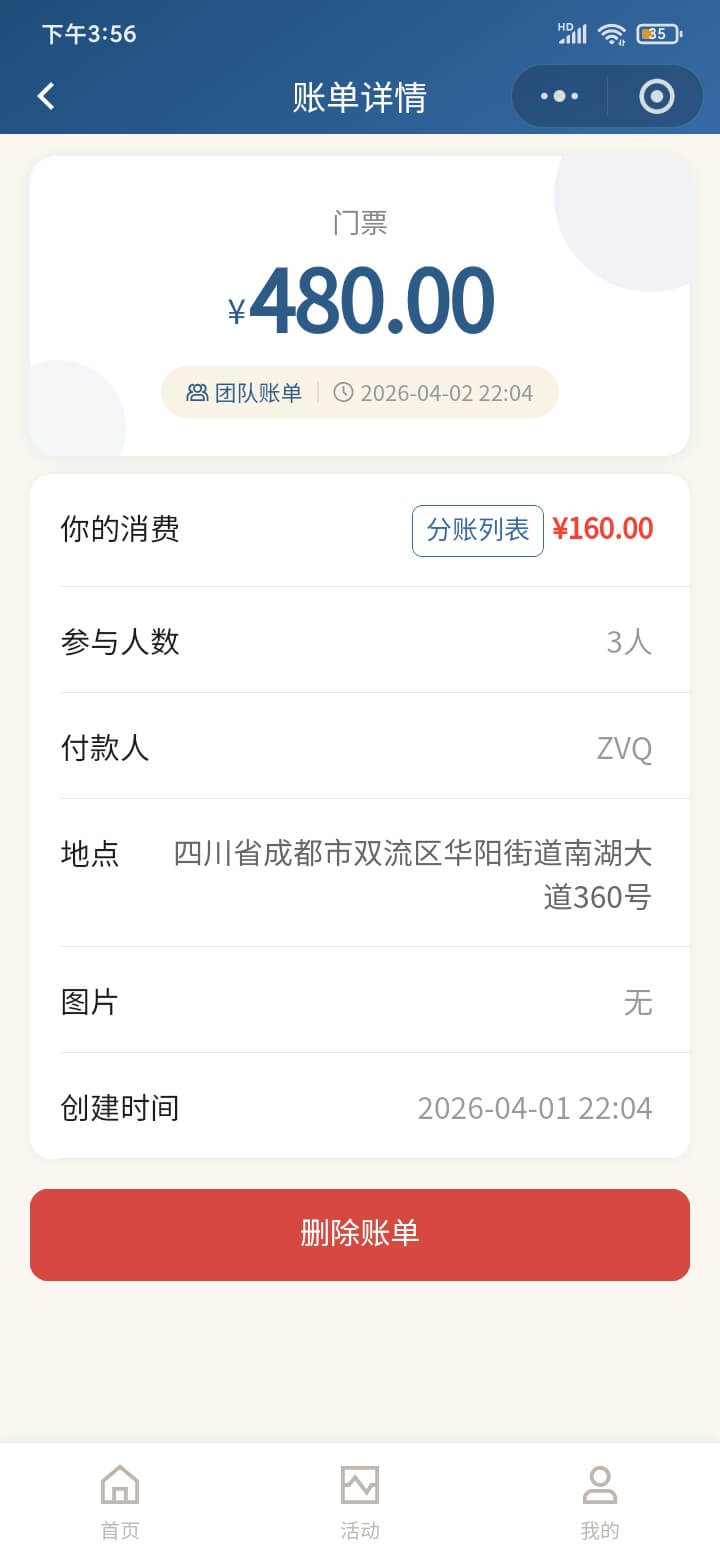 下午3:56
HD
35
账单详情
门票
¥480.00
团队账单
2026-04-02 22:04
你的消费 分账列表 ¥160.00
参与人数 3人
付款人 ZVQ
地点 四川省成都市双流区华阳街道南湖大
道360号
图片 无
创建时间 2026-04-01 22:04
删除账单
首页 活动 我的